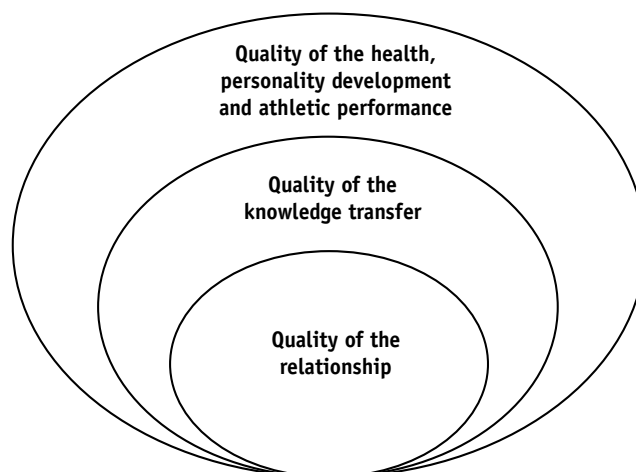 Quality of the health,
personality development
and athletic performance
Quality of the
knowledge transfer
Quality of the
relationship